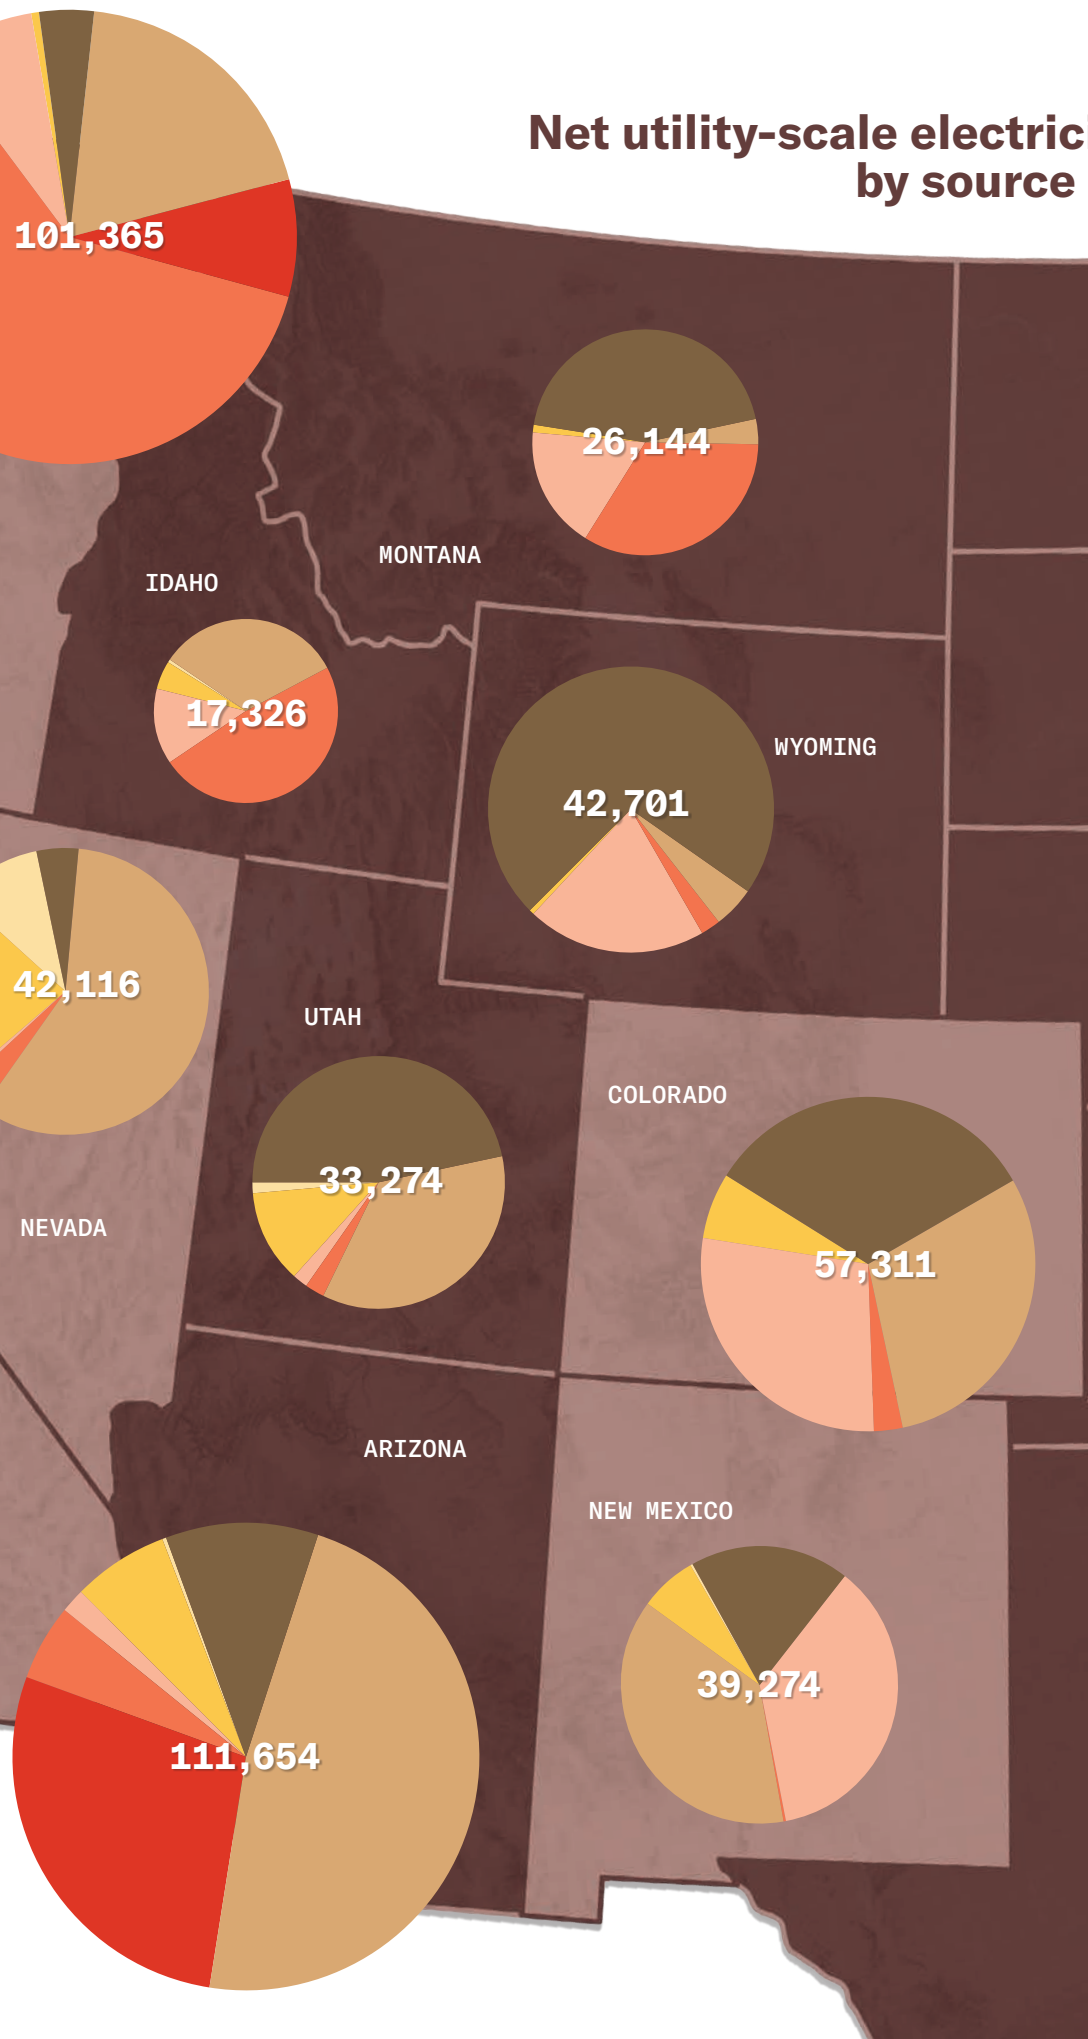 Net utility-scale electric
by source
101,365
26,144
MONTANA
IDAHO
17,326
WYOMING
42,701
42,116
UTAH
COLORADO
33,274
NEVADA
57,311
ARIZONA
NEW MEXICO
39,274
111,654